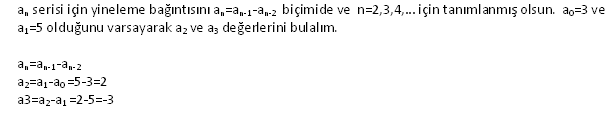 aₙ serisi için yineleme bağıntısını aₙ=aₙ₋₁-aₙ₋₂ biçimide ve n=2,3,4,... için tanımlanmış olsun. a₀=3 ve
a₁=5 olduğunu varsayarak a₂ ve a₃ değerlerini bulalım.
aₙ=aₙ₋₁-aₙ₋₂
a₂=a₁-a₀ =5-3=2
a3=a₂-a₁ =2-5=-3